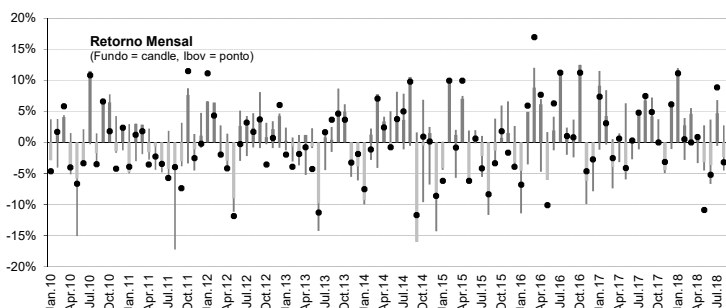 20%
15%
10%
5%
0%
-5%
-10%
-15%
-20%
Retorno Mensal
(Fundo = candle, Ibov = ponto)
Jan.10
Apr.10
Jul.10
Oct.10
Jan.11
Apr.11
Jul.11
Oct.11
Jan.12
Apr.12
Jul.12
Oct.12
Jan.13
Apr.13
Jul.13
Oct.13
Jan.14
Apr.14
Jul.14
Oct.14
Jan.15
Apr.15
Jul.15
Oct.15
Jan.16
Apr.16
Jul.16
Oct.16
Jan.17
Apr.17
Jul.17
Oct.17
Jan.18
Apr.18
Jul.18